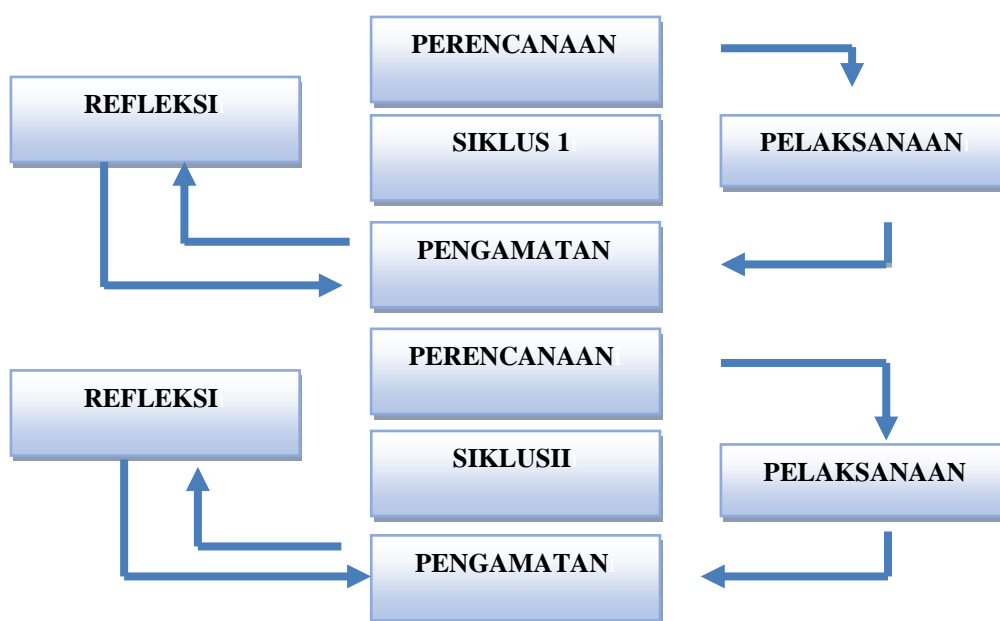 PERENCANAAN
REFLEKSI
SIKLUS 1
PELAKSANAAN
PENGAMATAN
PERENCANAAN
REFLEKSI
SIKLUSII
PELAKSANAAN
PENGAMATAN